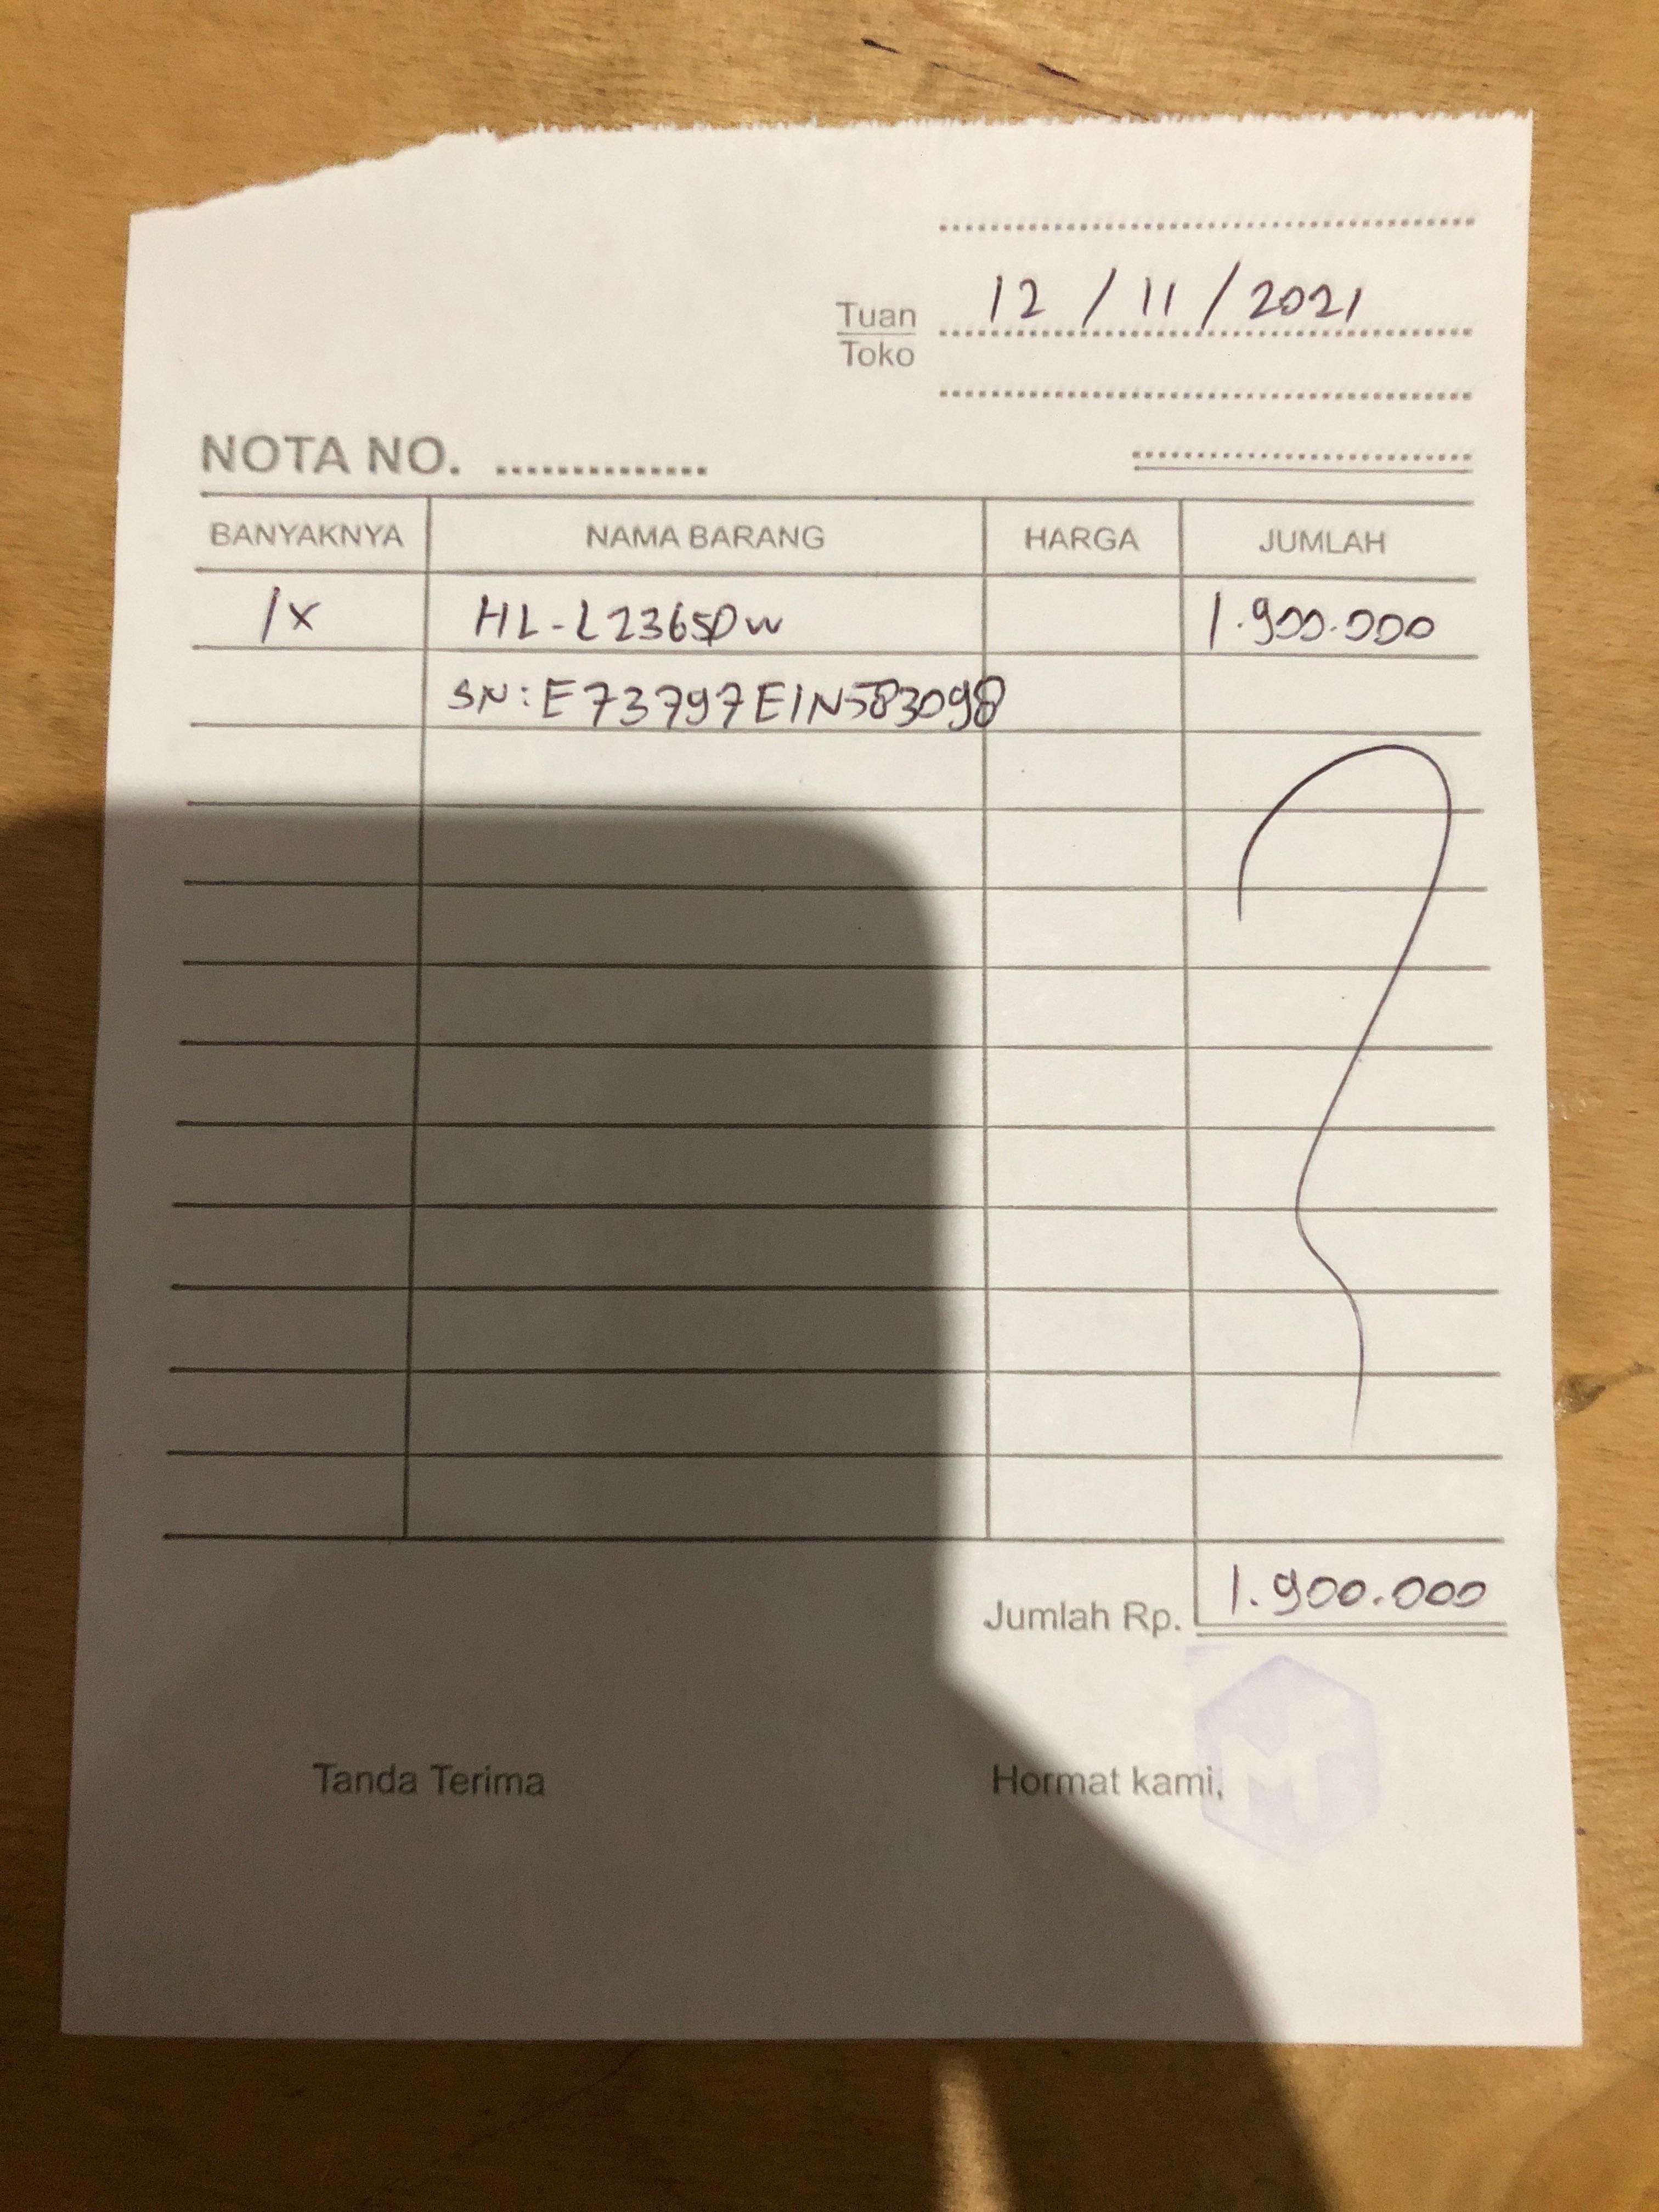 12 / 11 / 2021
Tuan
Toko
NOTA NO. ..............
BANYAKNYA NAMA BARANG HARGA JUMLAH
1x HL-L2365DW 1.900.000
SN: E73797E1N583098
Jumlah Rp. 1.900.000
Tanda Terima Hormat kami,